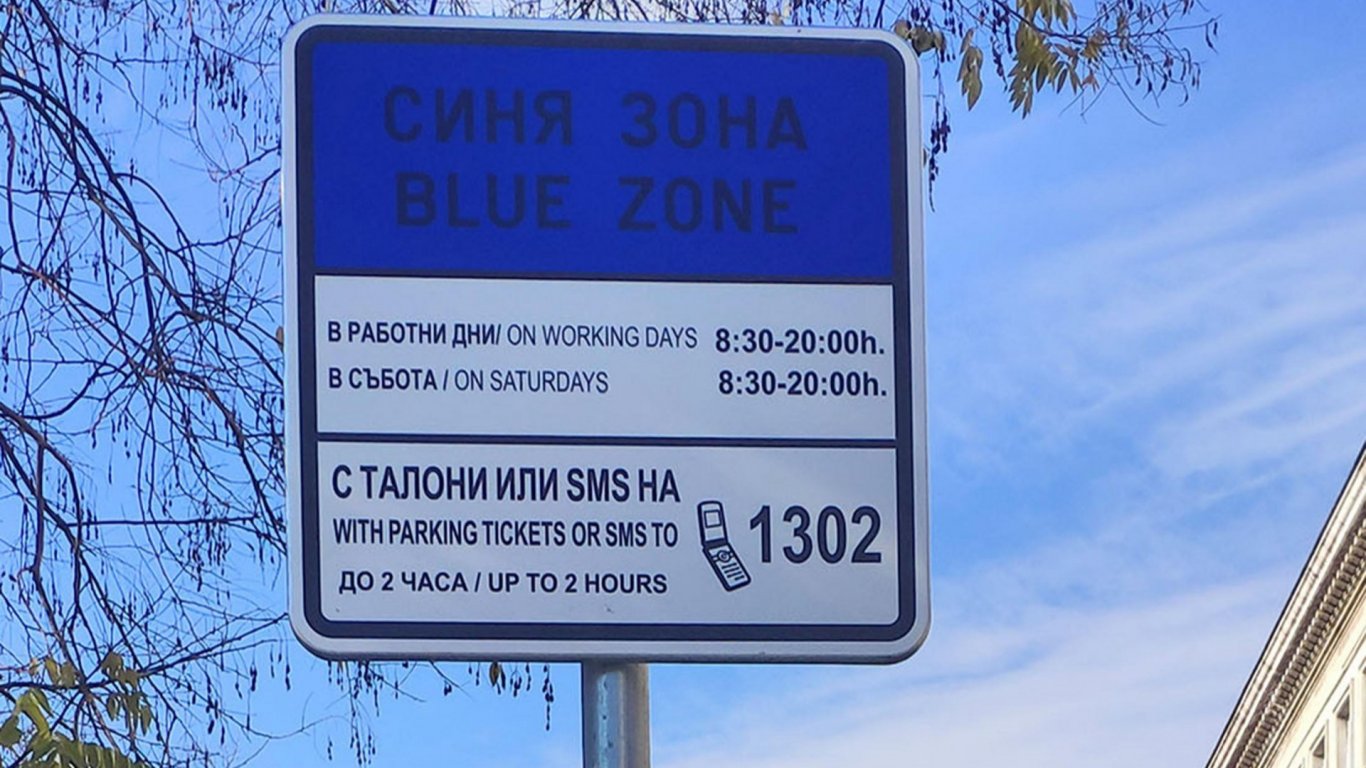 СИНЯ ЗОНА
BLUE ZONE
В РАБОТНИ ДНИ/ ON WORKING DAYS 8:30-20:00h.
В СЪБОТА / ON SATURDAYS 8:30-20:00h.
С ТАЛОНИ ИЛИ SMS НА
WITH PARKING TICKETS OR SMS TO 1302
ДО 2 ЧАСА / UP TO 2 HOURS